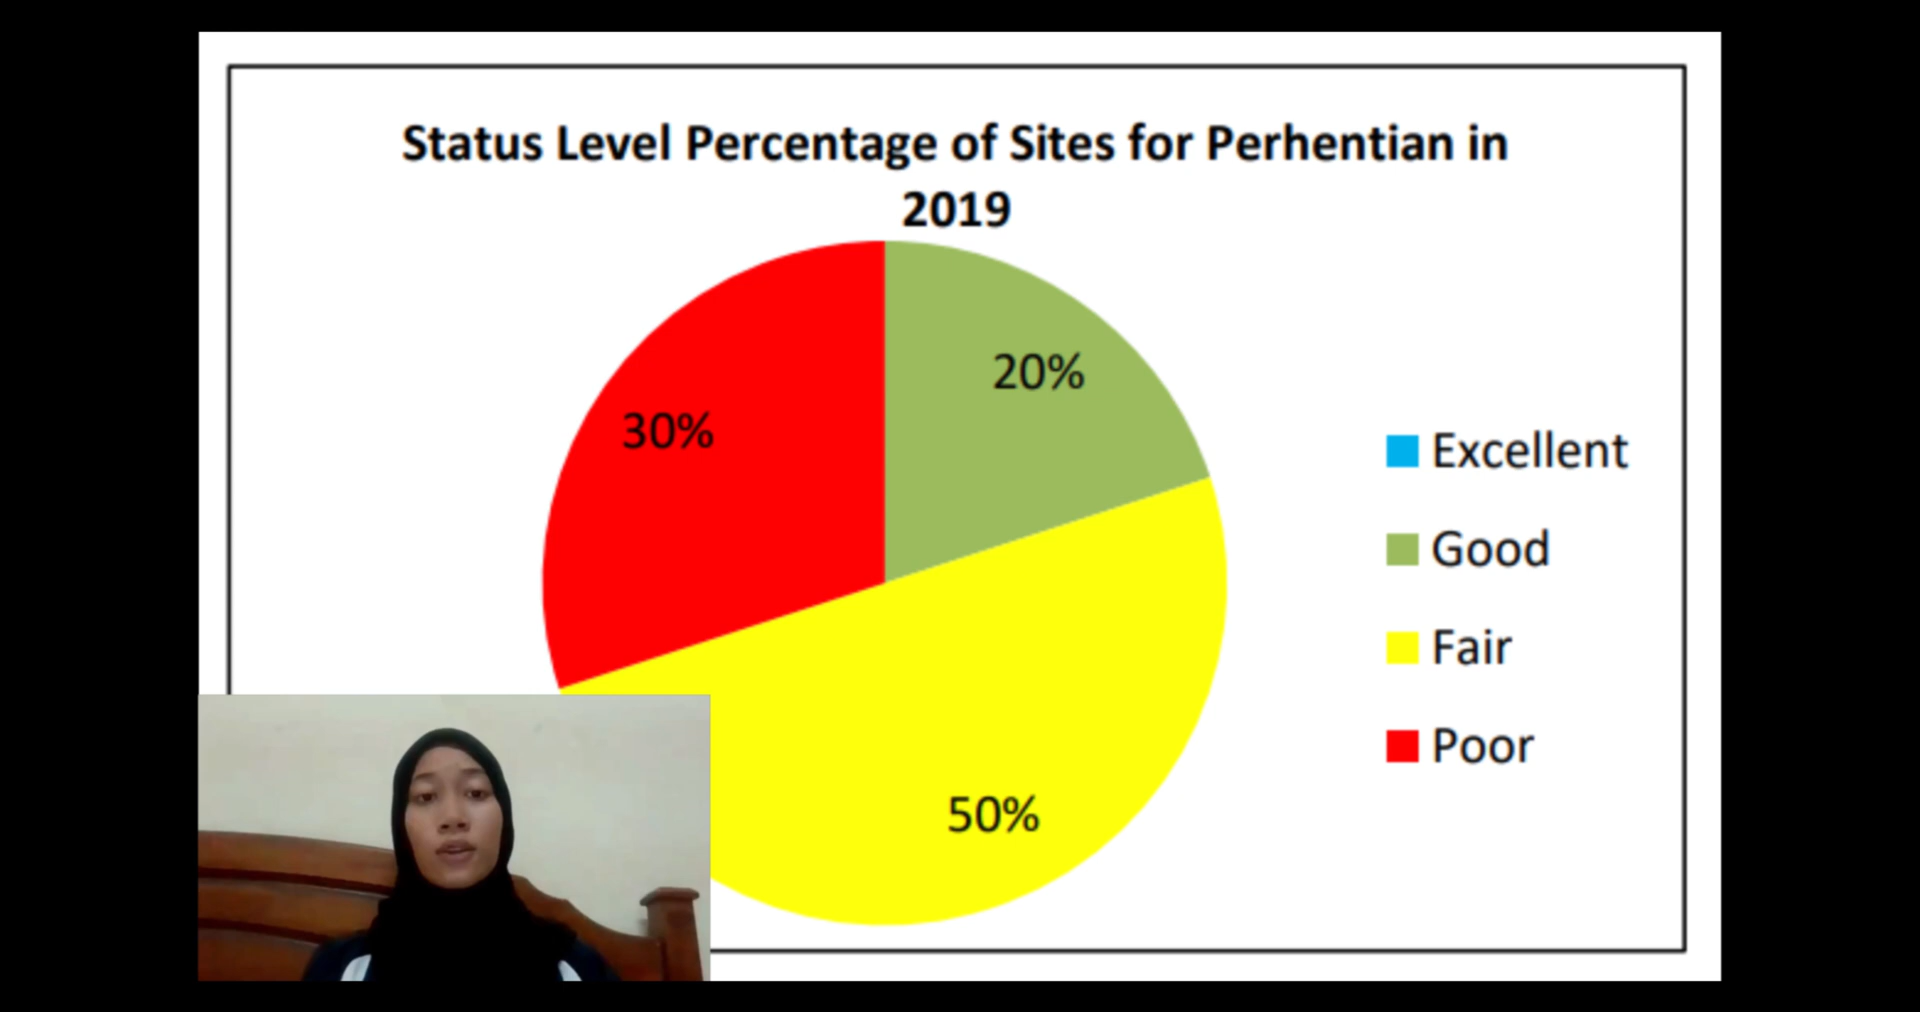 Status Level Percentage of Sites for Perhentian in
2019
20%
30%
Excellent
Good
Fair
Poor
50%